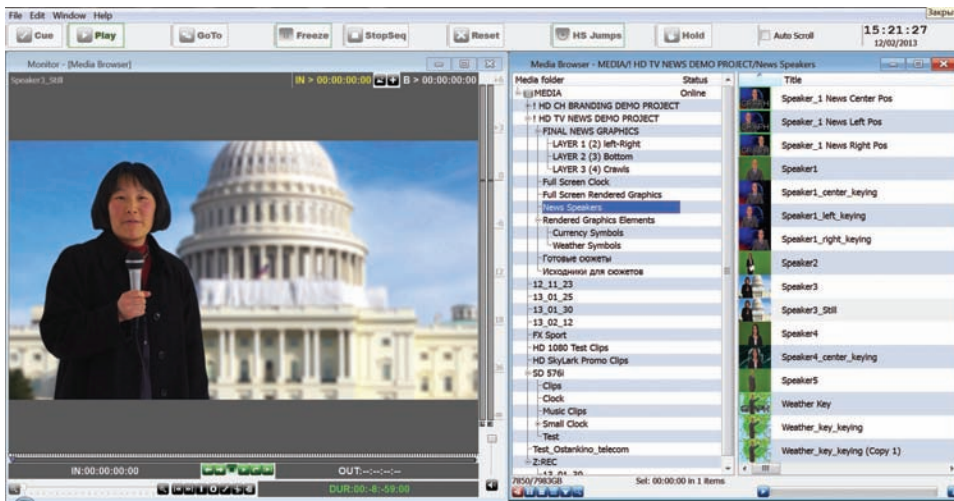 Закры
File Edit Window Help
Cue Play GoTo Freeze StopSeq Reset HS Jumps Hold Auto Scroll
15:21:27
12/02/2013
Monitor - [Media Browser]
Speaker3_Still
IN > 00:00:00:00 B > 00:00:00:00
IN:00:00:00:00 OUT:--:--:--:--
DUR:00:-8:-59:00
Media Browser - MEDIA/! HD TV NEWS DEMO PROJECT/News Speakers
Media folder Status
MEDIA Online
! HD CH BRANDING DEMO PROJECT
! HD TV NEWS DEMO PROJECT
FINAL NEWS GRAPHICS
LAYER 1 (2) left-Right
LAYER 2 (3) Bottom
LAYER 3 (4) Crawls
Full Screen Clock
Full Screen Rendered Graphics
News Speakers
Rendered Graphics Elements
Currency Symbols
Weather Symbols
Готовые сюжеты
Исходники для сюжетов
12_11_23
13_01_25
13_01_30
13_02_12
FX Sport
HD 1080 Test Clips
HD SkyLark Promo Clips
SD 576i
Clips
Clock
Music Clips
Small Clock
Test
Test_Ostankino_telecom
Z:REC
13_01_30
7850/7983GB Sel: 00:00:00 in 1 Items
Title
Speaker_1 News Center Pos
Speaker_1 News Left Pos
Speaker_1 News Right Pos
Speaker1
Speaker1_center_keying
Speaker1_left_keying
Speaker1_right_keying
Speaker2
Speaker3
Speaker3_Still
Speaker4
Speaker4_center_keying
Speaker5
Weather Key
Weather_key_keying
Weather_key_keying (Copy 1)